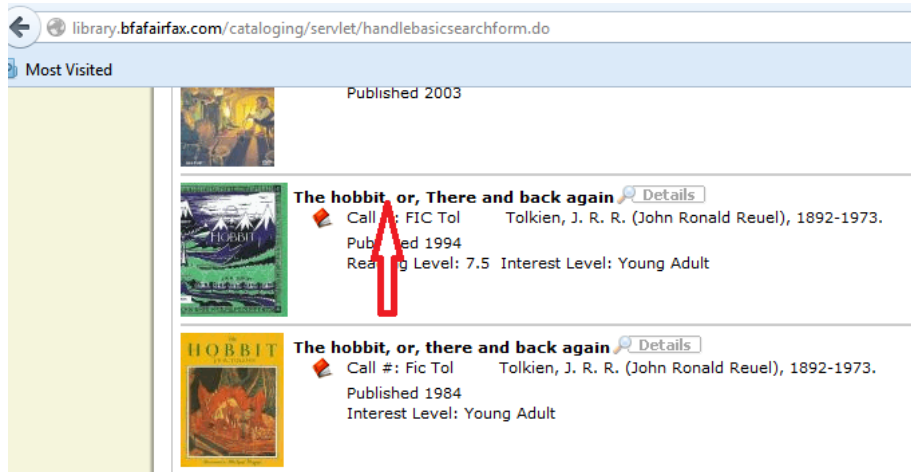 library.bfafairfax.com/cataloging/servlet/handlebasicsearchform.do
Most Visited
Published 2003
The hobbit, or, There and back again Details
Call #: FIC Tol Tolkien, J. R. R. (John Ronald Reuel), 1892-1973.
Published 1994
Reading Level: 7.5 Interest Level: Young Adult
HOBBIT
The hobbit, or, there and back again Details
HOBBIT
Call #: Fic Tol Tolkien, J. R. R. (John Ronald Reuel), 1892-1973.
Published 1984
Interest Level: Young Adult